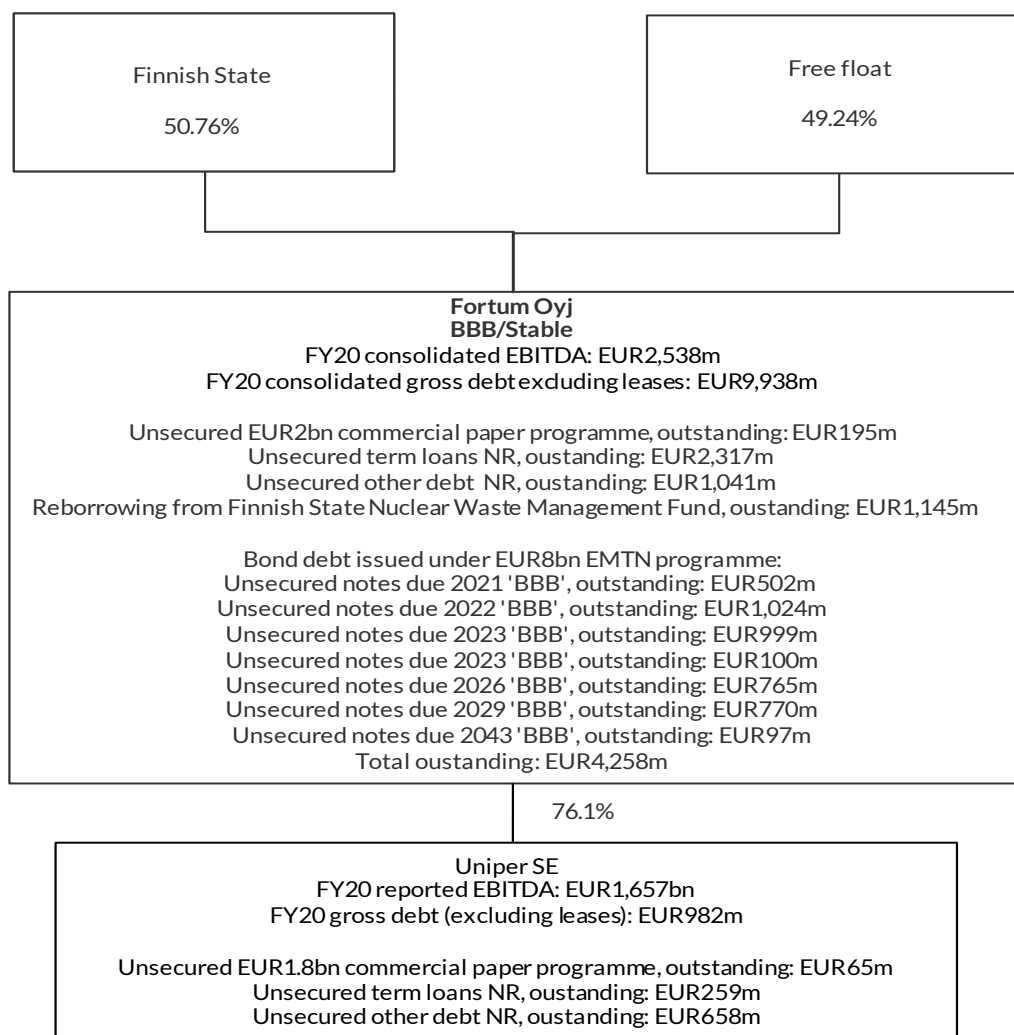 Finnish State
50.76%
Free float
49.24%
Fortum Oyj
BBB/Stable
FY20 consolidated EBITDA: EUR2,538m
FY20 consolidated gross debt excluding leases: EUR9,938m
Unsecured EUR2bn commercial paper programme, outstanding: EUR195m
Unsecured term loans NR, oustanding: EUR2,317m
Unsecured other debt NR, oustanding: EUR1,041m
Reborrowing from Finnish State Nuclear Waste Management Fund, oustanding: EUR1,145m
Bond debt issued under EUR8bn EMTN programme:
Unsecured notes due 2021 'BBB', outstanding: EUR502m
Unsecured notes due 2022 'BBB', outstanding: EUR1,024m
Unsecured notes due 2023 'BBB', oustanding: EUR999m
Unsecured notes due 2023 'BBB', oustanding: EUR100m
Unsecured notes due 2026 'BBB', oustanding: EUR765m
Unsecured notes due 2029 'BBB', oustanding: EUR770m
Unsecured notes due 2043 'BBB', oustanding: EUR97m
Total oustanding: EUR4,258m
76.1%
Uniper SE
FY20 reported EBITDA: EUR1,657bn
FY20 gross debt (excluding leases): EUR982m
Unsecured EUR1.8bn commercial paper programme, outstanding: EUR65m
Unsecured term loans NR, oustanding: EUR259m
Unsecured other debt NR, oustanding: EUR658m